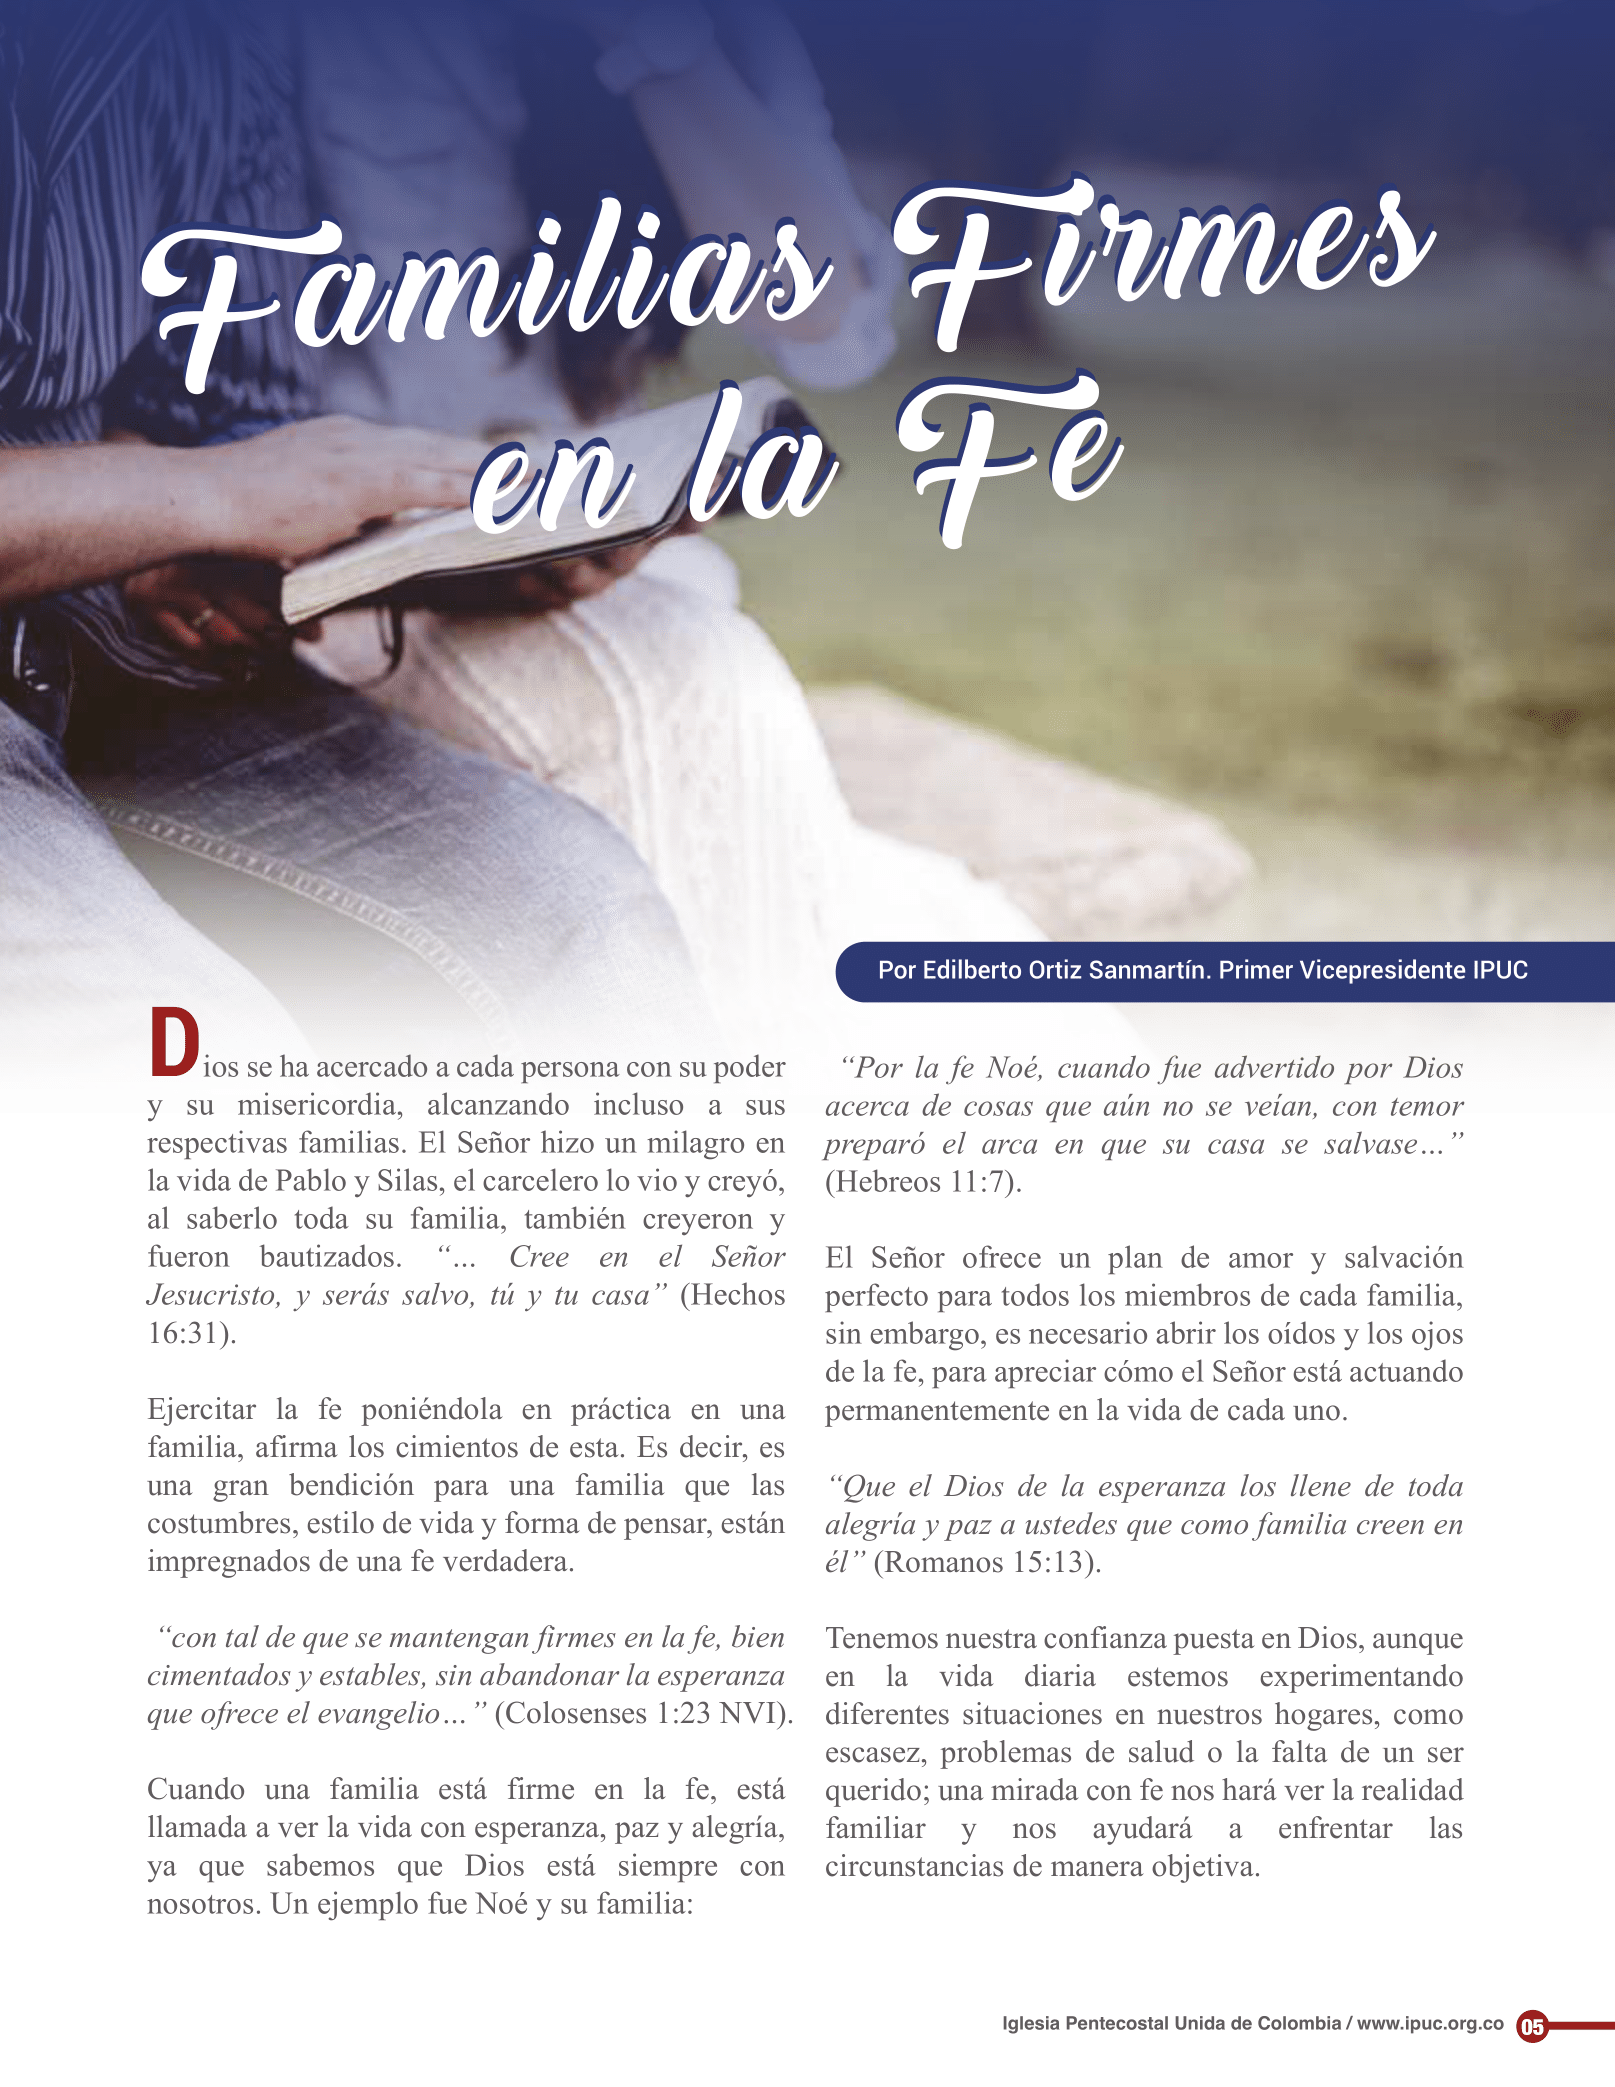 Familias Firmes
en la Fe
Por Edilberto Ortiz Sanmartín. Primer Vicepresidente IPUC
Dios se ha acercado a cada persona con su poder
y su misericordia, alcanzando incluso a sus
respectivas familias. El Señor hizo un milagro en
la vida de Pablo y Silas, el carcelero lo vio y creyó,
al saberlo toda su familia, también creyeron y
fueron bautizados. “... Cree en el Señor
Jesucristo, y serás salvo, tú y tu casa” (Hechos
16:31).
Ejercitar la fe poniéndola en práctica en una
familia, afirma los cimientos de esta. Es decir, es
una gran bendición para una familia que las
costumbres, estilo de vida y forma de pensar, están
impregnados de una fe verdadera.
“con tal de que se mantengan firmes en la fe, bien
cimentados y estables, sin abandonar la esperanza
que ofrece el evangelio…” (Colosenses 1:23 NVI).
Cuando una familia está firme en la fe, está
llamada a ver la vida con esperanza, paz y alegría,
ya que sabemos que Dios está siempre con
nosotros. Un ejemplo fue Noé y su familia:
“Por la fe Noé, cuando fue advertido por Dios
acerca de cosas que aún no se veían, con temor
preparó el arca en que su casa se salvase…”
(Hebreos 11:7).
El Señor ofrece un plan de amor y salvación
perfecto para todos los miembros de cada familia,
sin embargo, es necesario abrir los oídos y los ojos
de la fe, para apreciar cómo el Señor está actuando
permanentemente en la vida de cada uno.
“Que el Dios de la esperanza los llene de toda
alegría y paz a ustedes que como familia creen en
él” (Romanos 15:13).
Tenemos nuestra confianza puesta en Dios, aunque
en la vida diaria estemos experimentando
diferentes situaciones en nuestros hogares, como
escasez, problemas de salud o la falta de un ser
querido; una mirada con fe nos hará ver la realidad
familiar y nos ayudará a enfrentar las
circunstancias de manera objetiva.
Iglesia Pentecostal Unida de Colombia / www.ipuc.org.co 05